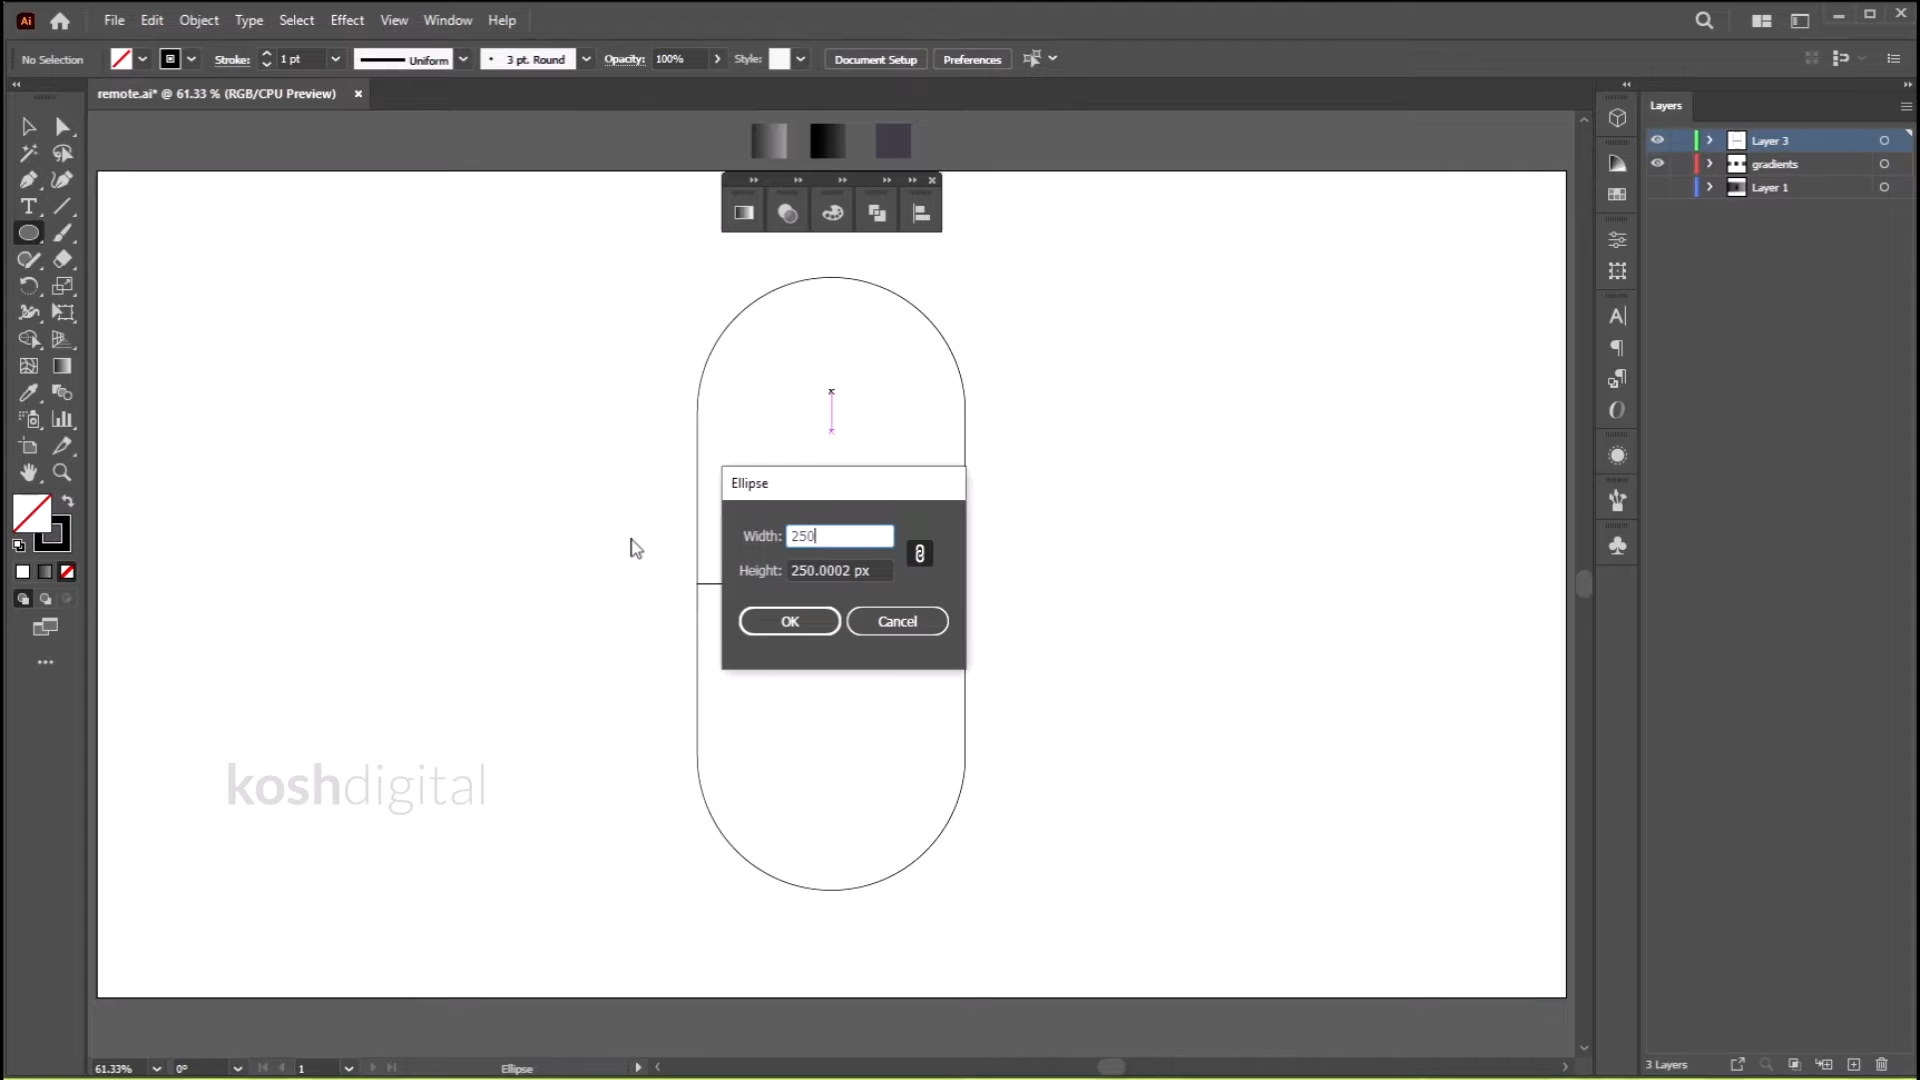 Ai File Edit Object Type Select Effect View Window Help
No Selection Stroke: 1 pt Uniform 3 pt. Round Opacity: 100% Style: Document Setup Preferences
remote.ai* @ 61.33 % (RGB/CPU Preview)
Layers
Layer 3
gradients
Layer 1
Ellipse
Width: 250
Height: 250.0002 px
OK Cancel
koshdigital
61.33% 0° 1 Ellipse
3 Layers